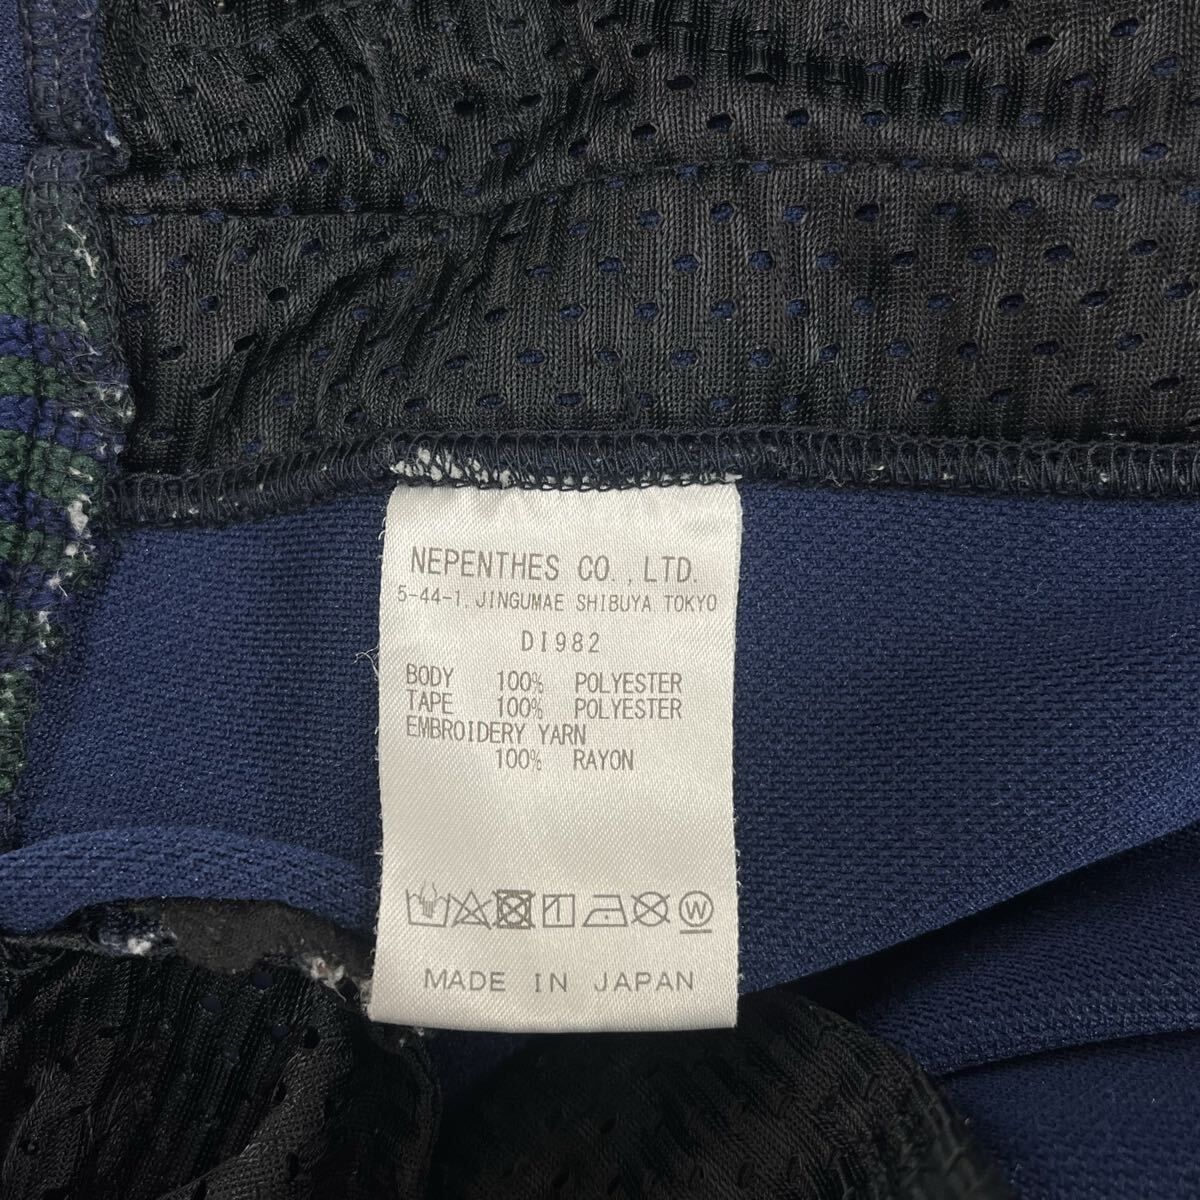 NEPENTHES CO., LTD.
5-44-1, JINGUMAE SHIBUYA TOKYO
DI982
BODY 100% POLYESTER
TAPE 100% POLYESTER
EMBROIDERY YARN
100% RAYON
W
MADE IN JAPAN